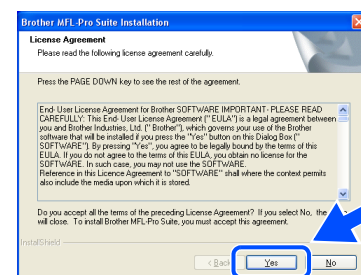 Brother MFL-Pro Suite Installation
License Agreement
Please read the following license agreement carefully.
Press the PAGE DOWN key to see the rest of the agreement.
End- User License Agreement for Brother SOFTWARE IMPORTANT- PLEASE READ
CAREFULLY: This End- User License Agreement (" EULA") is a legal agreement between
you and Brother Industries, Ltd. (" Brother"), which governs your use of the Brother
software that will be installed if you press the "Yes" button on this Dialog Box ("
SOFTWARE"). By pressing "Yes", you agree to be legally bound by the terms of this
EULA. If you do not agree to the terms of this EULA, you obtain no license for the
SOFTWARE. In such case, you may not use the SOFTWARE.
Reference in this Licence Agreement to "SOFTWARE" shall where the context permits
also include the media upon which it is stored.
Do you accept all the terms of the preceding License Agreement? If you select No, the
will close. To install Brother MFL-Pro Suite, you must accept this agreement.
InstallShield
< Back Yes No